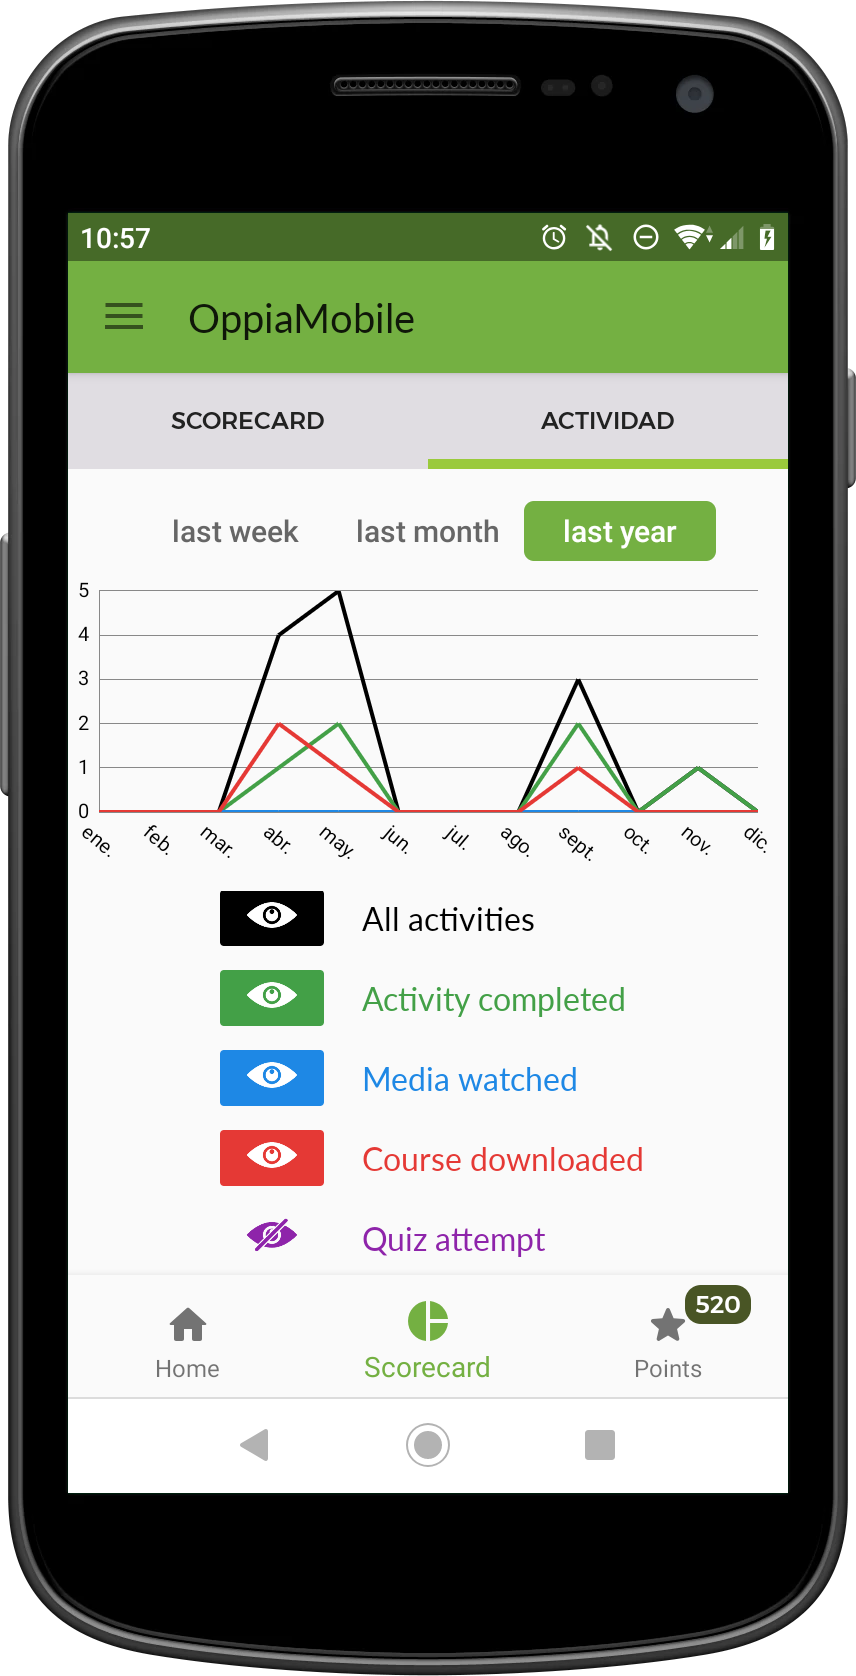 10:57
OppiaMobile
SCORECARD ACTIVIDAD
last week last month last year
5
4
3
2
1
0
ene. feb. mar. abr. may. jun. jul. ago. sept. oct. nov. dic.
All activities
Activity completed
Media watched
Course downloaded
Quiz attempt
520
Home Scorecard Points